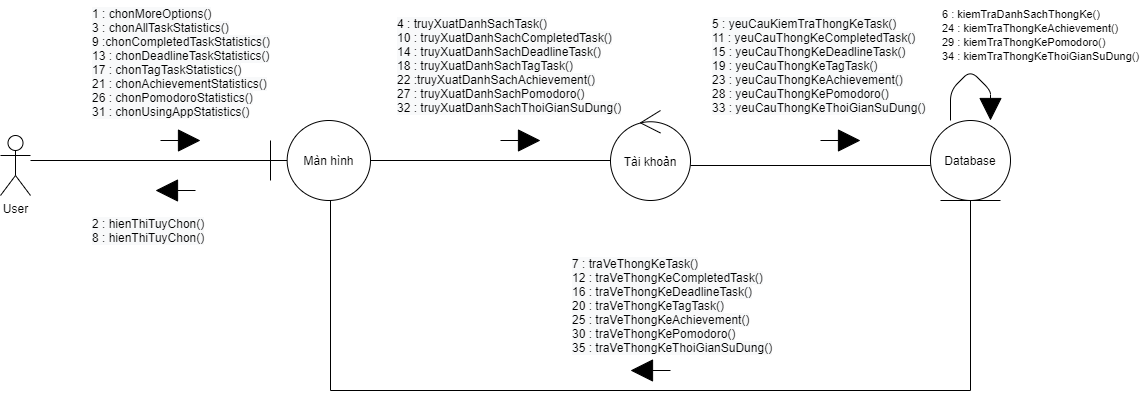 1 : chonMoreOptions()
3 : chonAllTaskStatistics()
9 :chonCompletedTaskStatistics()
13 : chonDeadlineTaskStatistics()
17 : chonTagTaskStatistics()
21 : chonAchievementStatistics()
26 : chonPomodoroStatistics()
31 : chonUsingAppStatistics()
4 : truyXuatDanhSachTask()
10 : truyXuatDanhSachCompletedTask()
14 : truyXuatDanhSachDeadlineTask()
18 : truyXuatDanhSachTagTask()
22 :truyXuatDanhSachAchievement()
27 : truyXuatDanhSachPomodoro()
32 : truyXuatDanhSachThoiGianSuDung()
5 : yeuCauKiemTraThongKeTask()
11 : yeuCauThongKeCompletedTask()
15 : yeuCauThongKeDeadlineTask()
19 : yeuCauThongKeTagTask()
23 : yeuCauThongKeAchievement()
28 : yeuCauThongKePomodoro()
33 : yeuCauThongKeThoiGianSuDung()
6 : kiemTraDanhSachThongKe()
24 : kiemTraThongKeAchievement()
29 : kiemTraThongKePomodoro()
34 : kiemTraThongKeThoiGianSuDung()
User
Màn hình
Tài khoản
Database
2 : hienThiTuyChon()
8 : hienThiTuyChon()
7 : traVeThongKeTask()
12 : traVeThongKeCompletedTask()
16 : traVeThongKeDeadlineTask()
20 : traVeThongKeTagTask()
25 : traVeThongKeAchievement()
30 : traVeThongKePomodoro()
35 : traVeThongKeThoiGianSuDung()